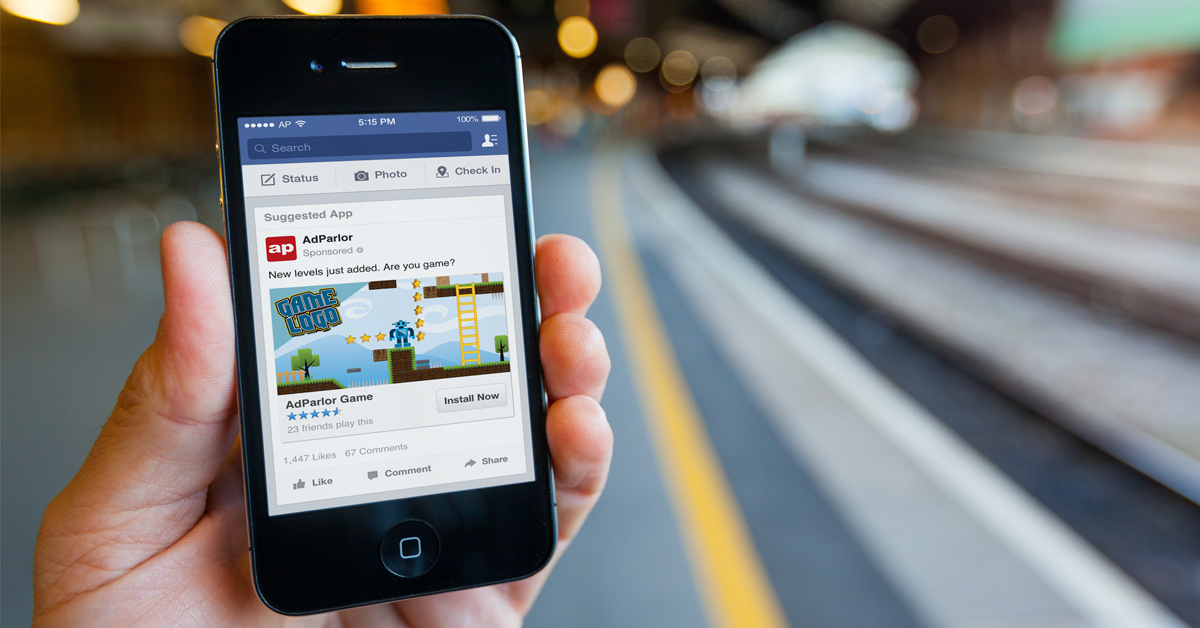 AP 5:15 PM 100%
Search
Status Photo Check In
Suggested App
ap
AdParlor
Sponsored
New levels just added. Are you game?
GAME
LOGO
AdParlor Game
Install Now
23 friends play this
1,447 Likes 67 Comments
Like Comment Share